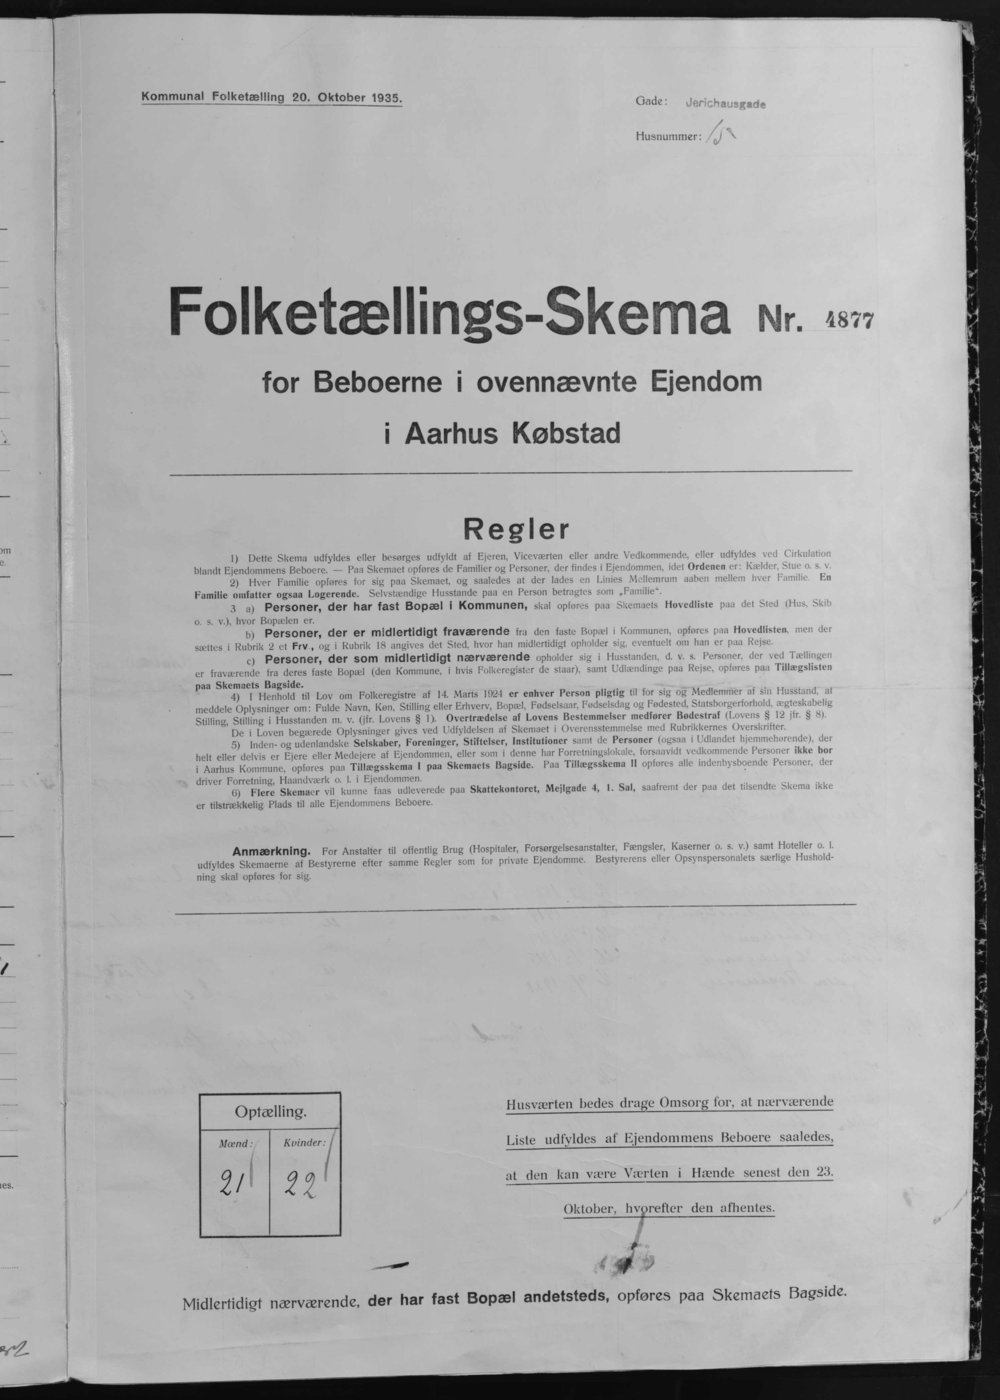 Kommunal Folketælling 20. Oktober 1935.
Gade: Jerichausgade
Husnummer:
Folketællings-Skema Nr. 4877
for Beboerne i ovennævnte Ejendom
i Aarhus Købstad
Regler
1) Dette Skema udfyldes eller besørges udfyldt af Ejeren, Viceværten eller andre Vedkommende, eller udfyldes ved Cirkulation
blandt Ejendommens Beboere. — Paa Skemaet opføres de Familier og Personer, der findes i Ejendommen, idet Ordenen er: Kælder, Stue o. s. v.
2) Hver Familie opføres for sig paa Skemaet, og saaledes at der lades en Linies Mellemrum aaben mellem hver Familie. En
Familie omfatter ogsaa Logerende. Selvstændige Husstande paa en Person betragtes som „Familie“.
3 a) Personer, der har fast Bopæl i Kommunen, skal opføres paa Skemaets Hovedliste paa det Sted (Hus, Skib
o. s. v.), hvor Bopælen er.
b) Personer, der er midlertidigt fraværende fra den faste Bopæl i Kommunen, opføres paa Hovedlisten, men der
sættes i Rubrik 2 et Frv., og i Rubrik 18 angives det Sted, hvor han midlertidigt opholder sig, eventuelt om han er paa Rejse.
c) Personer, der som midlertidigt nærværende opholder sig i Husstanden, d. v. s. Personer, der ved Tællingen
er fraværende fra deres faste Bopæl (den Kommune, i hvis Folkeregister de staar), samt Udlændinge paa Rejse, opføres paa Tillægslisten
paa Skemaets Bagside.
4) I Henhold til Lov om Folkeregistre af 14. Marts 1924 er enhver Person pligtig til for sig og Medlemmer af sin Husstand, at
meddele Oplysninger om: Fulde Navn, Køn, Stilling eller Erhverv, Bopæl, Fødselsaar, Fødselsdag og Fødested, Statsborgerforhold, ægteskabelig
Stilling, Stilling i Husstanden m. v. (jfr. Lovens § 1). Overtrædelse af Lovens Bestemmelser medfører Bødestraf (Lovens § 12 jfr. § 8).
De i Loven begærede Oplysninger gives ved Udfyldelsen af Skemaet i Overensstemmelse med Rubrikkernes Overskrifter.
5) Inden- og udenlandske Selskaber, Foreninger, Stiftelser, Institutioner samt de Personer (ogsaa i Udlandet hjemmehørende), der
helt eller delvis er Ejere eller Medejere af Ejendommen, eller som i denne har Forretningslokale, forsaavidt vedkommende Personer ikke bor
i Aarhus Kommune, opføres paa Tillægsskema I paa Skemaets Bagside. Paa Tillægsskema II opføres alle indenbysboende Personer, der
driver Forretning, Haandværk o. l. i Ejendommen.
6) Flere Skemaer vil kunne faas udleverede paa Skattekontoret, Mejlgade 4, 1. Sal, saafremt der paa det tilsendte Skema ikke
er tilstrækkelig Plads til alle Ejendommens Beboere.
Anmærkning. For Anstalter til offentlig Brug (Hospitaler, Forsørgelsesanstalter, Fængsler, Kaserner o. s. v.) samt Hoteller o. l.
udfyldes Skemaerne af Bestyrerne efter samme Regler som for private Ejendomme. Bestyrerens eller Opsynspersonalets særlige Hushold-
ning skal opføres for sig.
Optælling.
Mænd: Kvinder:
21 22
Husværten bedes drage Omsorg for, at nærværende
Liste udfyldes af Ejendommens Beboere saaledes,
at den kan være Værten i Hænde senest den 23.
Oktober, hvorefter den afhentes.
Midlertidigt nærværende, der har fast Bopæl andetsteds, opføres paa Skemaets Bagside.